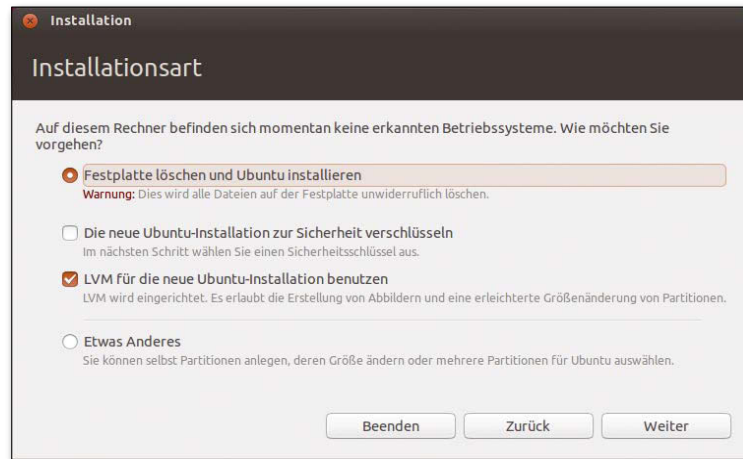 Installation
Installationsart
Auf diesem Rechner befinden sich momentan keine erkannten Betriebssysteme. Wie möchten Sie
vorgehen?
Festplatte löschen und Ubuntu installieren
Warnung: Dies wird alle Dateien auf der Festplatte unwiderruflich löschen.
Die neue Ubuntu-Installation zur Sicherheit verschlüsseln
Im nächsten Schritt wählen Sie einen Sicherheitsschlüssel aus.
LVM für die neue Ubuntu-Installation benutzen
LVM wird eingerichtet. Es erlaubt die Erstellung von Abbildern und eine erleichterte Größenänderung von Partitionen.
Etwas Anderes
Sie können selbst Partitionen anlegen, deren Größe ändern oder mehrere Partitionen für Ubuntu auswählen.
Beenden Zurück Weiter